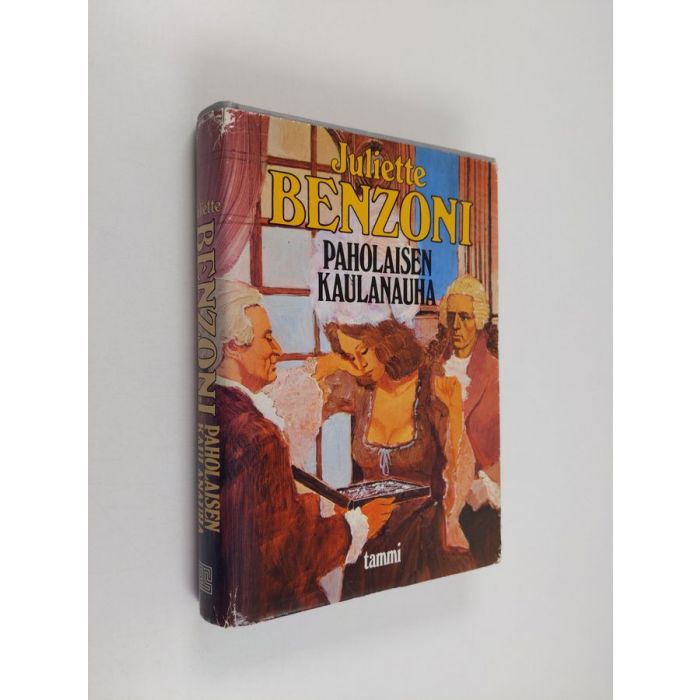 Juliette
BENZONI
PAHOLAISEN
KAULANAUHA
tammi
Juliette
BENZONI
PAHOLAISEN
KAULANAUHA